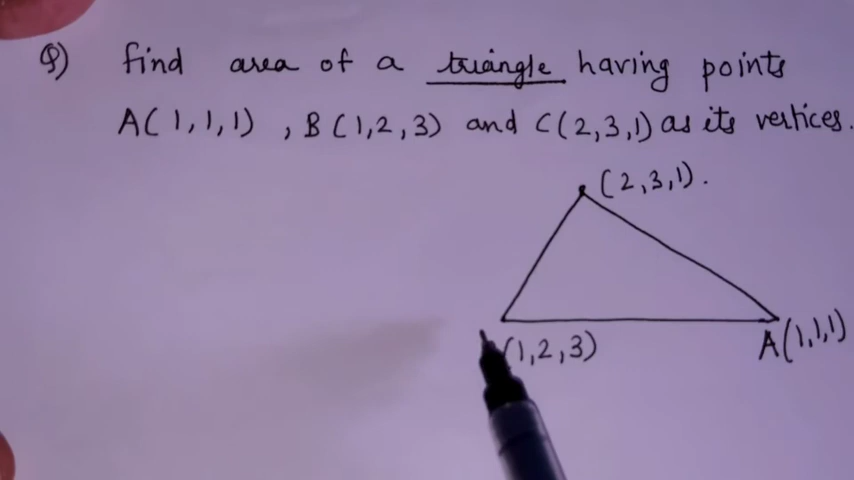 Q) find area of a triangle having points
A(1,1,1) , B(1,2,3) and C(2,3,1) as its vertices.
(2,3,1).
(1,2,3)
A(1,1,1)